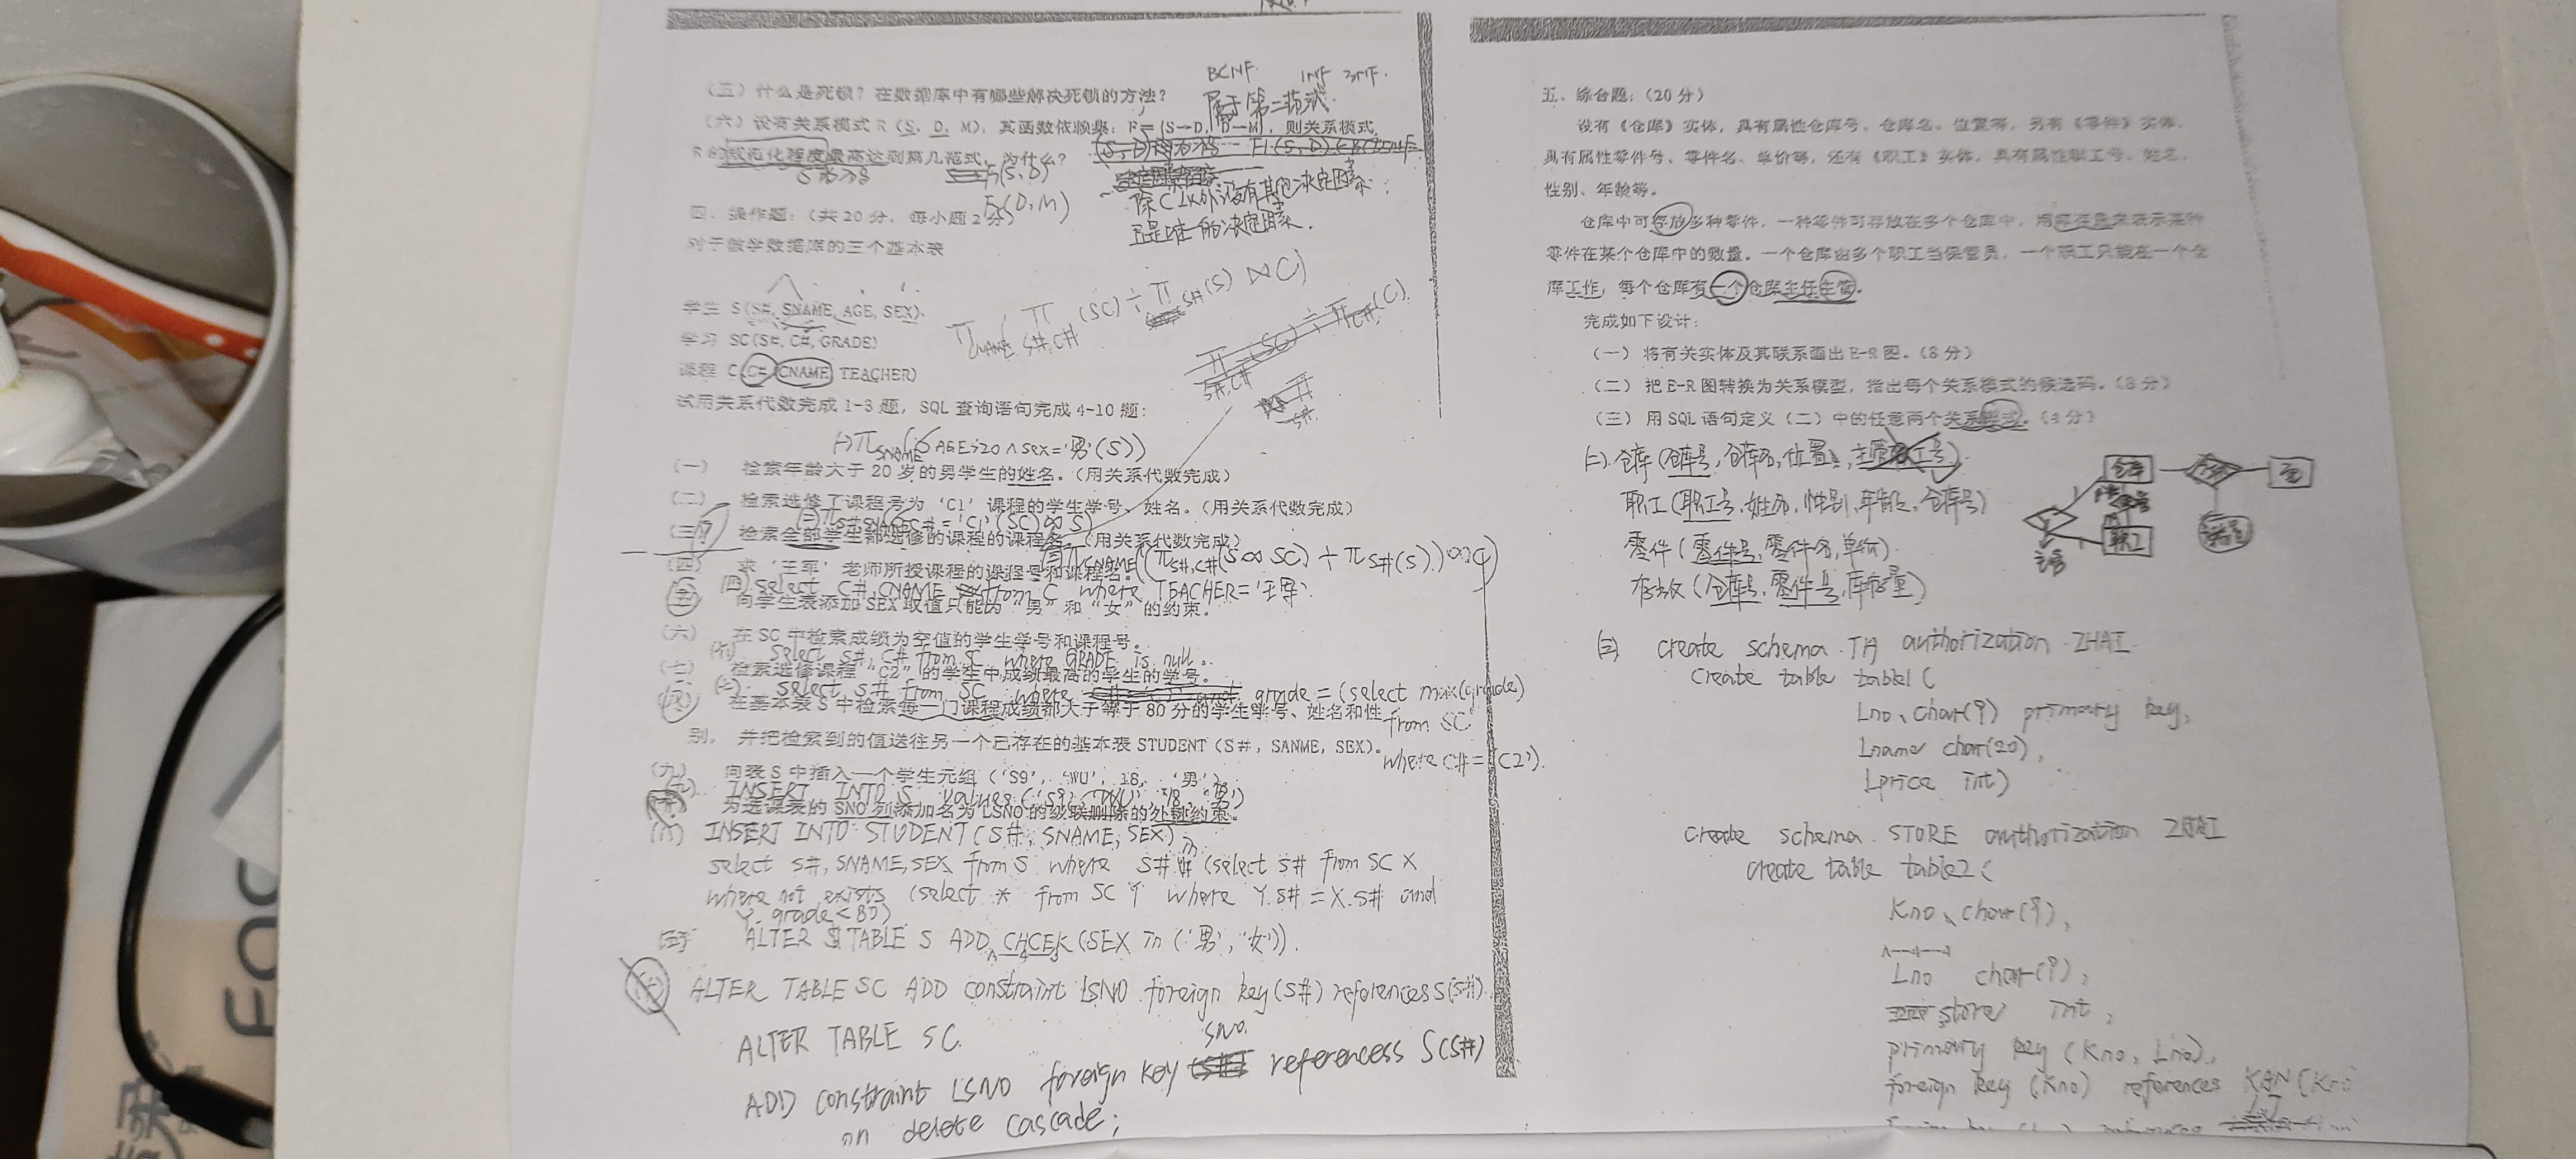 (五) 什么是死锁？在数据库中有哪些解决死锁的方法？
BCNF 1NF
属于第二范式
(六) 设有关系模式 R (S, D, M)，其函数依赖集：F={S→D, D→M}，则关系模式
R 的规范化程度最高达到第几范式，为什么？
S 为码
(S, D)
(D, M)
除C以外没有其他决定因素
且是唯一的决定因素.
四、操作题：(共 20 分，每小题 2 分)
对于教学数据库的三个基本表
学生 S(S#, SNAME, AGE, SEX)
学习 SC(S#, C#, GRADE)
课程 C(C#, CNAME, TEACHER)
π CNAME (π S#,C# (SC) ÷ π S#(S) ⋈ C)
试用关系代数完成 1-3 题，SQL 查询语句完成 4-10 题：
(一) π SNAME (σ AGE>20 ∧ sex='男'(S))
(一) 检索年龄大于 20 岁的男学生的姓名。(用关系代数完成)
(二) 检索选修了课程号为‘C1’课程的学生学号、姓名。(用关系代数完成)
(三) 检索全部学生都选修的课程的课程名。(用关系代数完成)
π CNAME ((π S#,C# (S∞SC) ÷ π S#(S)) ∞ C)
(四) 求‘王平’老师所授课程的课程号和课程名。
(四) select C#, CNAME from C where TEACHER='王平'.
(五) 向学生表添加 SEX 取值只能为“男”和“女”的约束。
(六) 在 SC 中检索成绩为空值的学生学号和课程号。
select S#, C# from SC where GRADE is null.
(七) 检索选修课程“C2”的学生中成绩最高的学生的学号。
(七) select S# from SC where grade = (select max(grade)
from SC
where C#='C2').
(八) 在基本表 S 中检索每一门课程成绩都大于等于 80 分的学生学号、姓名和性
别，并把检索到的值送往另一个已存在的基本表 STUDENT (S#, SANME, SEX)。
(九) 向表 S 中插入一个学生元组 (‘S9’, ‘WU’, 18, ‘男’)。
INSERT INTO S values ('S9', 'WU', 18, '男')
为选课表的 SNO 列添加名为 LSNO 的级联删除的外键约束。
(八) INSERT INTO STUDENT (S#, SNAME, SEX)
select S#, SNAME, SEX from S where S# in (select S# from SC X
where not exists (select * from SC Y where Y.S# = X.S# and
Y.grade<80)
(五) ALTER TABLE S ADD CHCEK (SEX in ('男', '女')).
ALTER TABLE SC ADD constraint LSNO foreign key(S#) references S(S#).
ALTER TABLE SC.
SNO.
ADD constraint LSNO foreign key referencess S(S#)
on delete cascade;
五、综合题：(20 分)
设有《仓库》实体，具有属性仓库号、仓库名、位置等，另有《零件》实体，
具有属性零件号、零件名、单价等，还有《职工》实体，具有属性职工号、姓名、
性别、年龄等。
仓库中可存放多种零件，一种零件可存放在多个仓库中，用库存量来表示某种
零件在某个仓库中的数量。一个仓库由多个职工当保管员，一个职工只能在一个仓
库工作，每个仓库有一个仓库主任主管。
完成如下设计：
(一) 将有关实体及其联系画出 E-R 图。(8 分)
(二) 把 E-R 图转换为关系模型，指出每个关系模式的候选码。(8 分)
(三) 用 SQL 语句定义 (二) 中的任意两个关系模式。(4 分)
(二). 仓库 (仓库号, 仓库名, 位置
职工 (职工号, 姓名, 性别, 年龄, 仓库号)
零件 (零件号, 零件名, 单价).
存放 (仓库号, 零件号, 库存量)
仓库
职工
(三) create schema TH authorization ZHAI
create table table1 (
Lno, char(9) primary key,
Lname char(20),
Lprice int)
create schema STORE authorization ZHAI
create table table2 (
Kno, char(9),
Lno char(9),
store int,
primary key (Kno, Lno),
foreign key (Kno) references